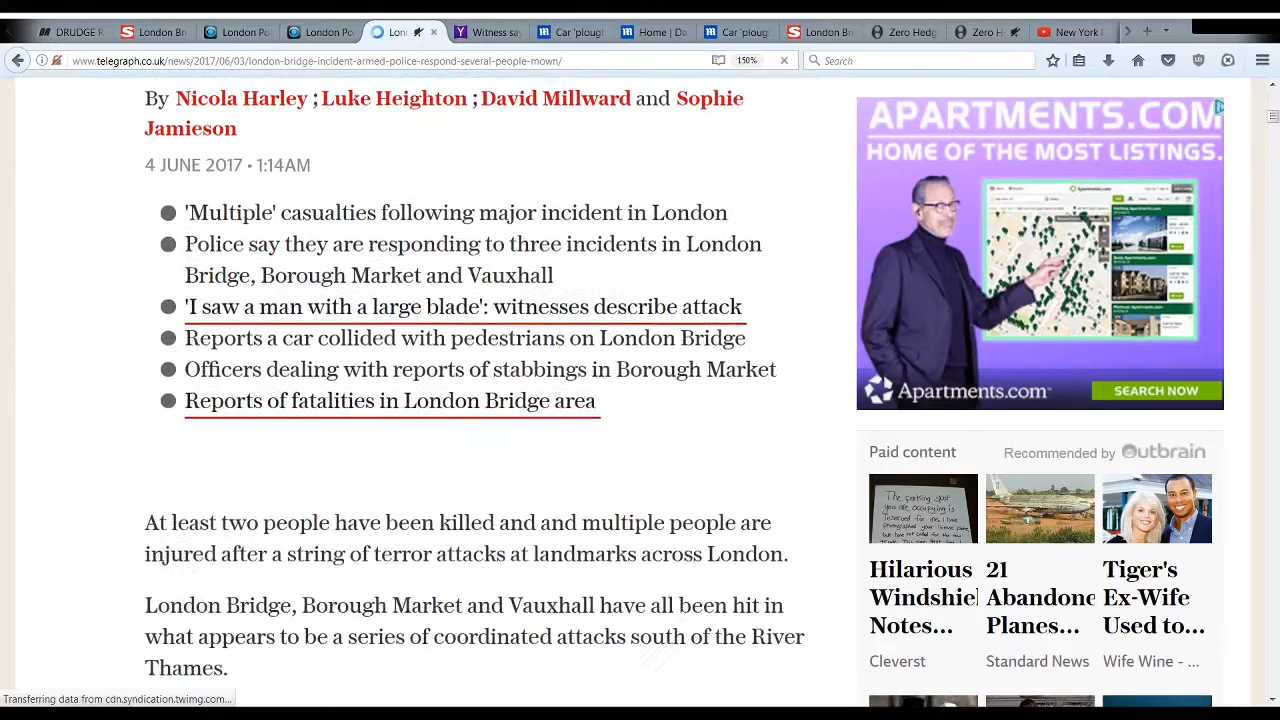 DRUDGE R
London Br
London Po
London Po
Lon
Witness say
Car 'plough
Home | Da
Car 'plough
London Br
Zero Hedg
Zero H
New York
www.telegraph.co.uk/news/2017/06/03/london-bridge-incident-armed-police-respond-several-people-mown/
150%
Search
By Nicola Harley ; Luke Heighton ; David Millward and Sophie
Jamieson
4 JUNE 2017 • 1:14AM
'Multiple' casualties following major incident in London
Police say they are responding to three incidents in London
Bridge, Borough Market and Vauxhall
'I saw a man with a large blade': witnesses describe attack
Reports a car collided with pedestrians on London Bridge
Officers dealing with reports of stabbings in Borough Market
Reports of fatalities in London Bridge area
At least two people have been killed and and multiple people are
injured after a string of terror attacks at landmarks across London.
London Bridge, Borough Market and Vauxhall have all been hit in
what appears to be a series of coordinated attacks south of the River
Thames.
APARTMENTS.COM
HOME OF THE MOST LISTINGS.
Apartments.com
SEARCH NOW
Paid content
Recommended by Outbrain
Hilarious
Windshie
Notes...
Cleverst
21
Abandone
Planes...
Standard News
Tiger's
Ex-Wife
Used to...
Wife Wine - ...
Transferring data from cdn.syndication.twimg.com...